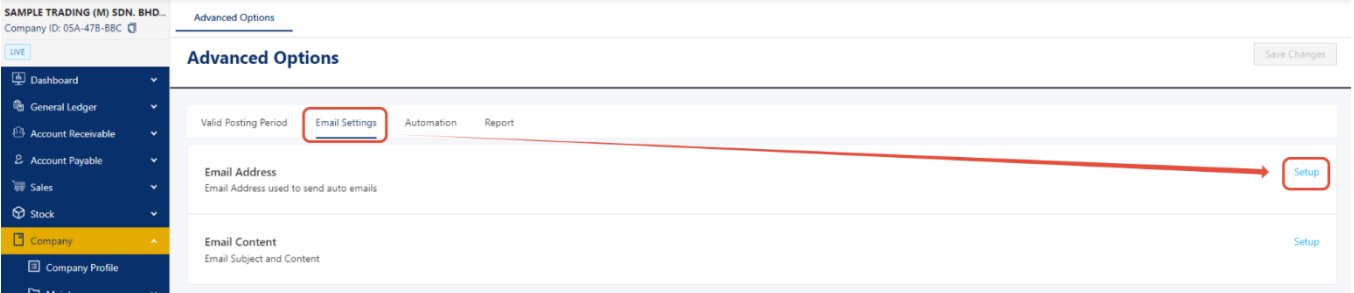 SAMPLE TRADING (M) SDN. BHD...
Company ID: 05A-47B-BBC
LIVE
Dashboard
General Ledger
Account Receivable
Account Payable
Sales
Stock
Company
Company Profile
Advanced Options
Advanced Options
Save Changes
Valid Posting Period Email Settings Automation Report
Email Address
Email Address used to send auto emails
Setup
Email Content
Email Subject and Content
Setup